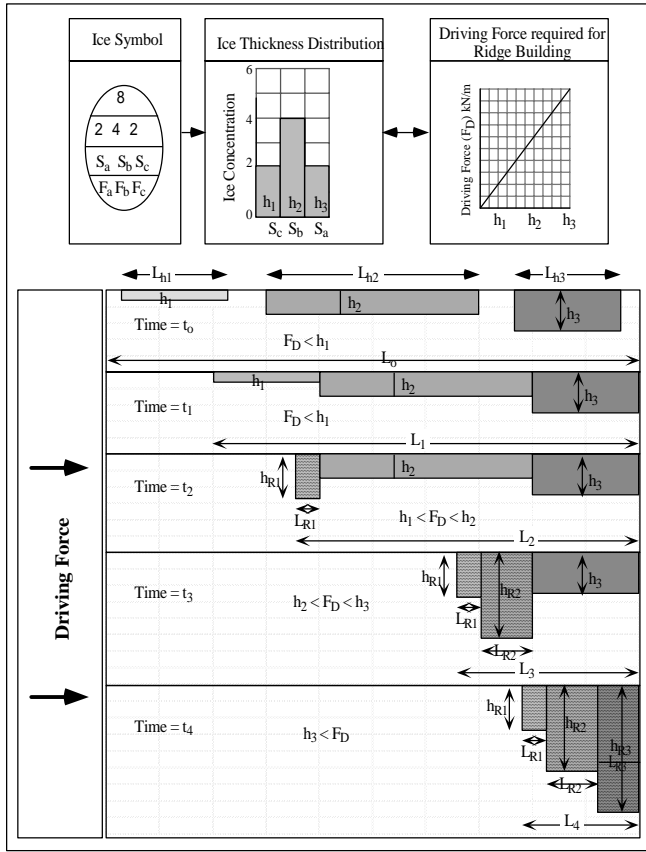 Ice Symbol
8
2 4 2
Sa Sb Sc
Fa Fb Fc
Ice Thickness Distribution
6
4
2
0
Ice Concentration
h1 h2 h3
Sc Sb Sa
Driving Force required for
Ridge Building
Driving Force (FD) kN/m
h1 h2 h3
Lh1 Lh2 Lh3
Driving Force
h1 h2 h3
Time = to
FD < h1
Lo
h1 h2 h3
Time = t1
FD < h1
L1
hR1 h2 h3
Time = t2
LR1
h1 < FD < h2
L2
hR1 hR2 h3
Time = t3
h2 < FD < h3
LR1
LR2
L3
hR1 hR2 hR3
Time = t4
h3 < FD
LR1 LR3
LR2
L4